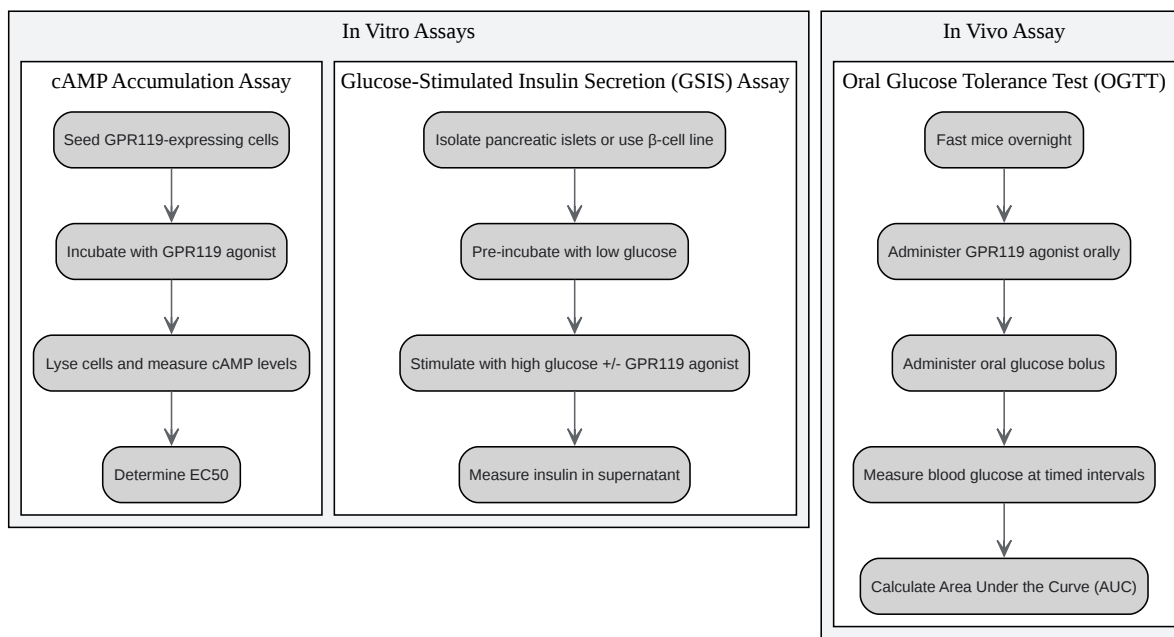 In Vitro Assays
cAMP Accumulation Assay
Seed GPR119-expressing cells
Incubate with GPR119 agonist
Lyse cells and measure cAMP levels
Determine EC50
Glucose-Stimulated Insulin Secretion (GSIS) Assay
Isolate pancreatic islets or use β-cell line
Pre-incubate with low glucose
Stimulate with high glucose +/- GPR119 agonist
Measure insulin in supernatant
In Vivo Assay
Oral Glucose Tolerance Test (OGTT)
Fast mice overnight
Administer GPR119 agonist orally
Administer oral glucose bolus
Measure blood glucose at timed intervals
Calculate Area Under the Curve (AUC)